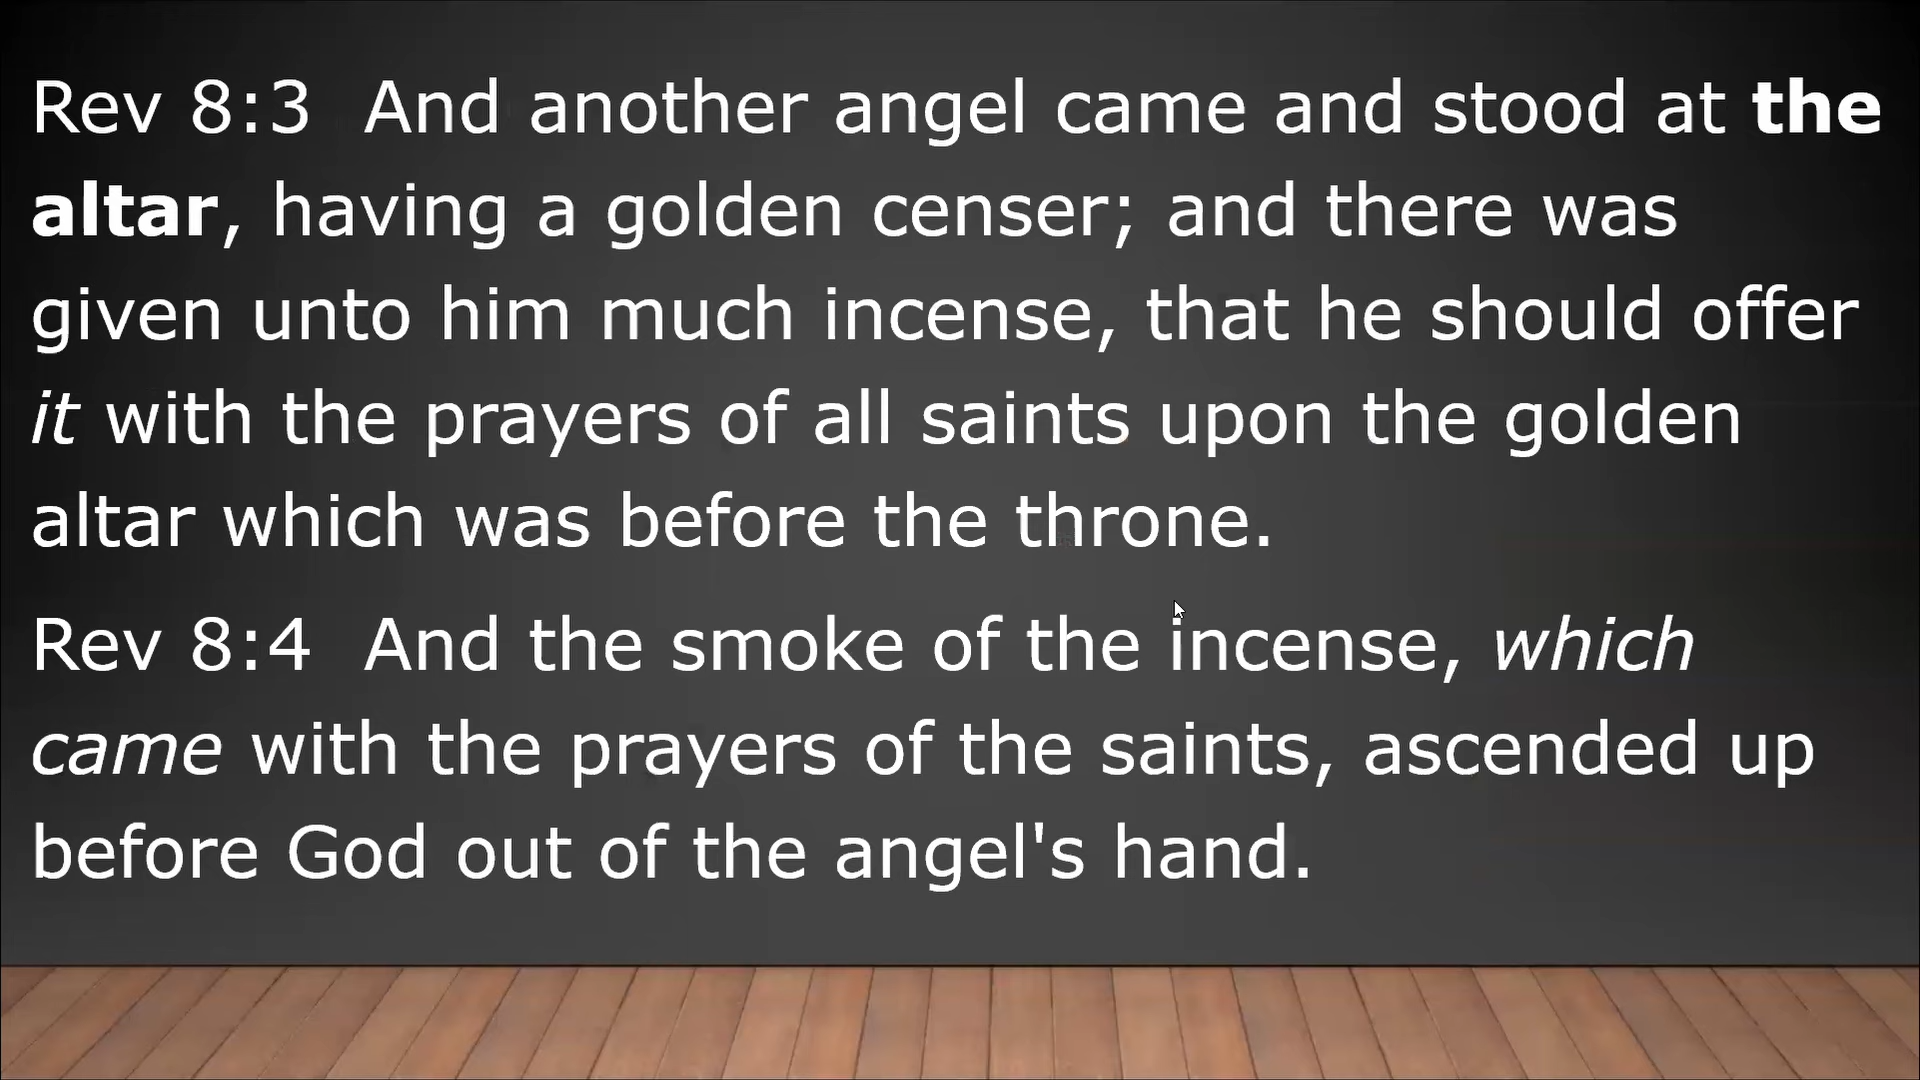 Rev 8:3  And another angel came and stood at the
altar, having a golden censer; and there was
given unto him much incense, that he should offer
it with the prayers of all saints upon the golden
altar which was before the throne.
Rev 8:4  And the smoke of the incense, which
came with the prayers of the saints, ascended up
before God out of the angel's hand.